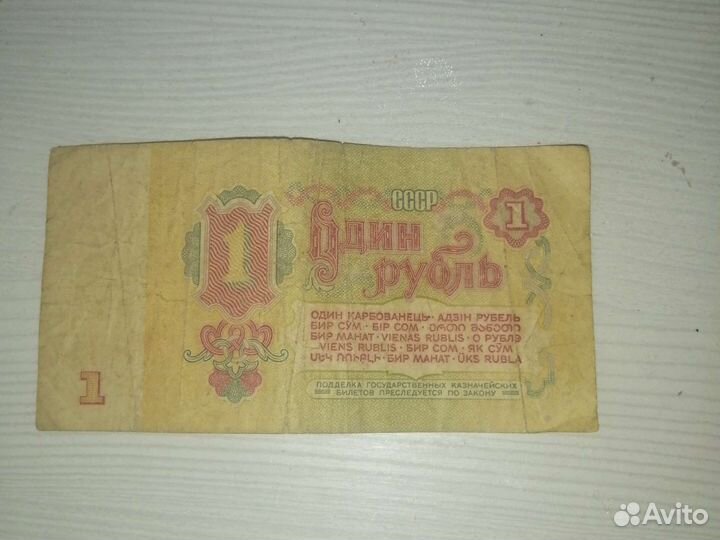 СССР
1
1
Один
рубль
ОДИН КАРБОВАНЕЦЬ · АДЗІН РУБЕЛЬ
БИР СЎМ · БІР СОМ · ᲔᲠᲗᲘ ᲛᲐᲜᲔᲗᲘ
БИР МАНАТ · VIENAS RUBLIS · О РУБЛЭ
VIENS RUBLIS · БИР СОМ · ЯК СЎМ
ՄԵԿ ՌՈՒԲԼԻ · БИР МАНАТ · ÜKS RUBLA
ПОДДЕЛКА ГОСУДАРСТВЕННЫХ КАЗНАЧЕЙСКИХ
БИЛЕТОВ ПРЕСЛЕДУЕТСЯ ПО ЗАКОНУ
1
Avito